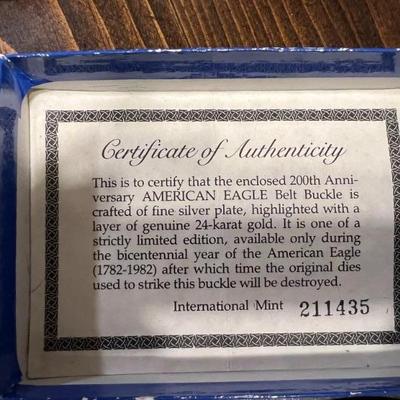 Certificate of Authenticity
This is to certify that the enclosed 200th Anni-
versary AMERICAN EAGLE Belt Buckle is
crafted of fine silver plate, highlighted with a
layer of genuine 24-karat gold. It is one of a
strictly limited edition, available only during
the bicentennial year of the American Eagle
(1782-1982) after which time the original dies
used to strike this buckle will be destroyed.
International Mint 211435